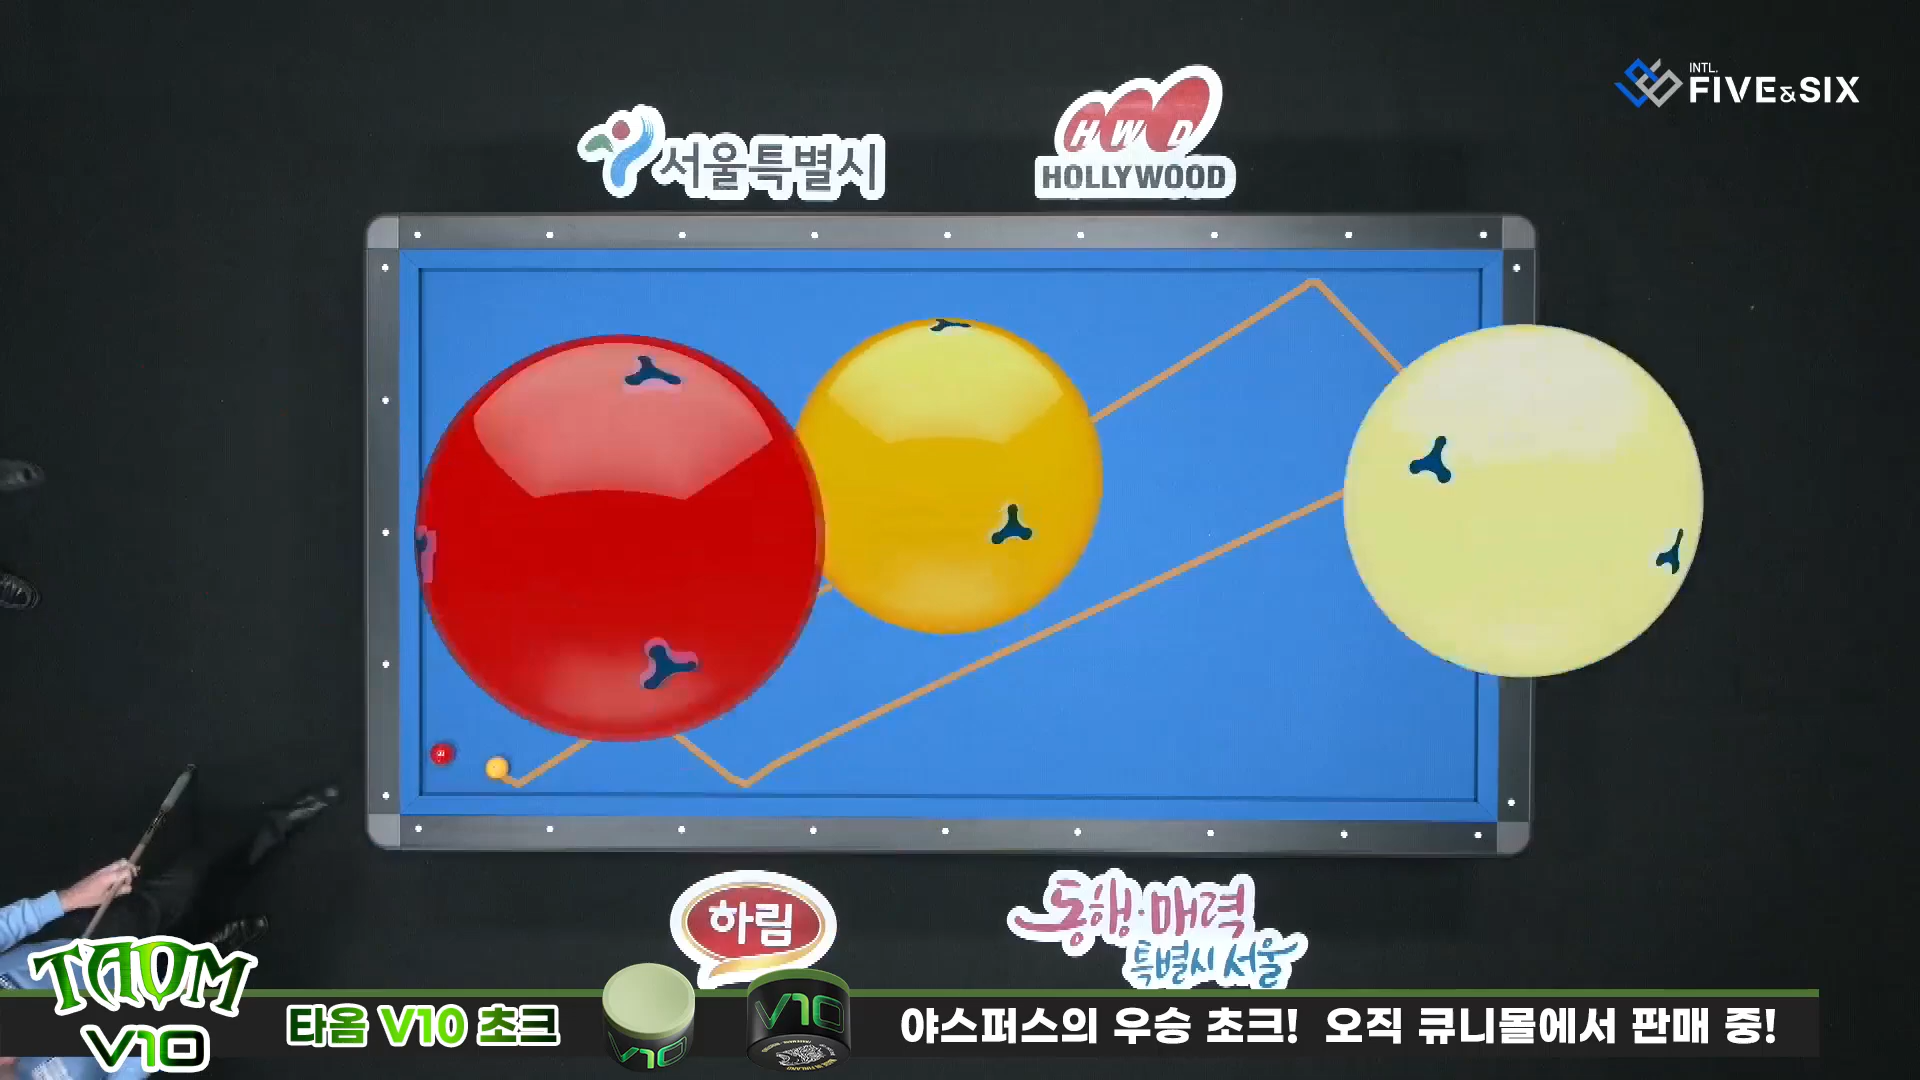 INTL.
FIVE&SIX
서울특별시
HWD
HOLLYWOOD
하림
동행·매력
특별시 서울
TAOM
V10
타옴 V10 초크
V10
V10
야스퍼스의 우승 초크! 오직 큐니몰에서 판매 중!